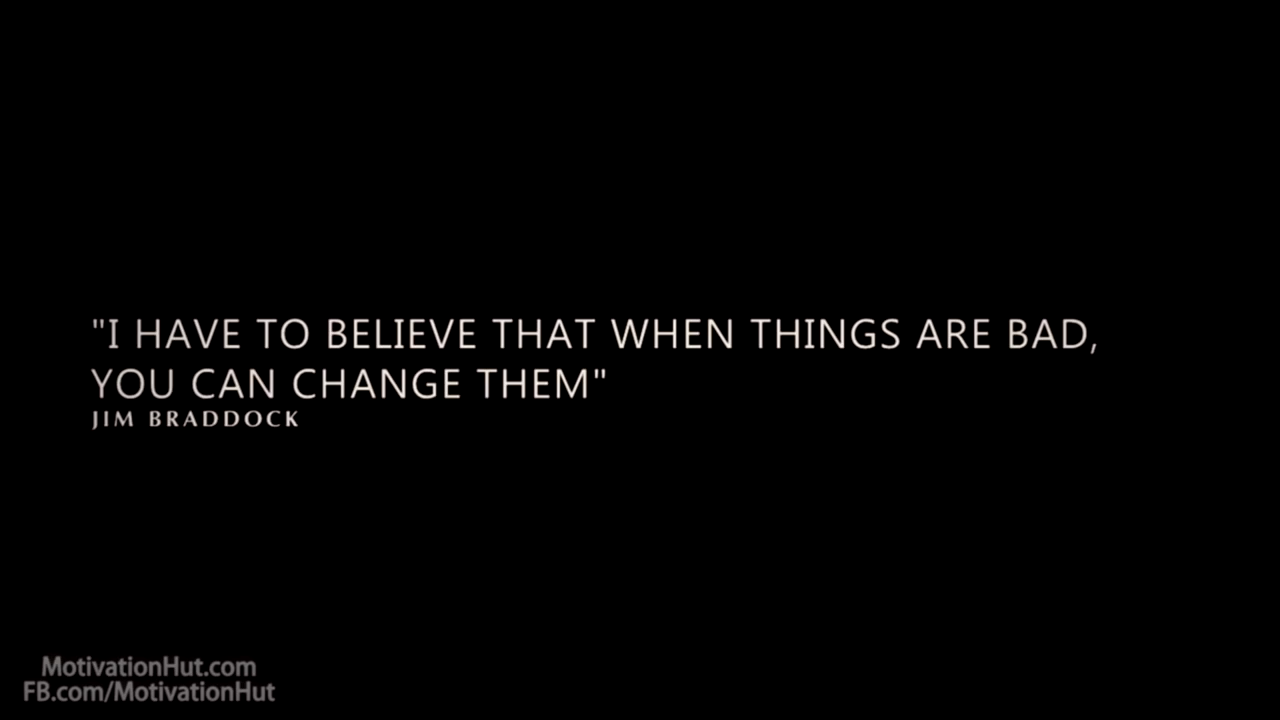 "I HAVE TO BELIEVE THAT WHEN THINGS ARE BAD,
YOU CAN CHANGE THEM"
JIM BRADDOCK
MotivationHut.com
FB.com/MotivationHut